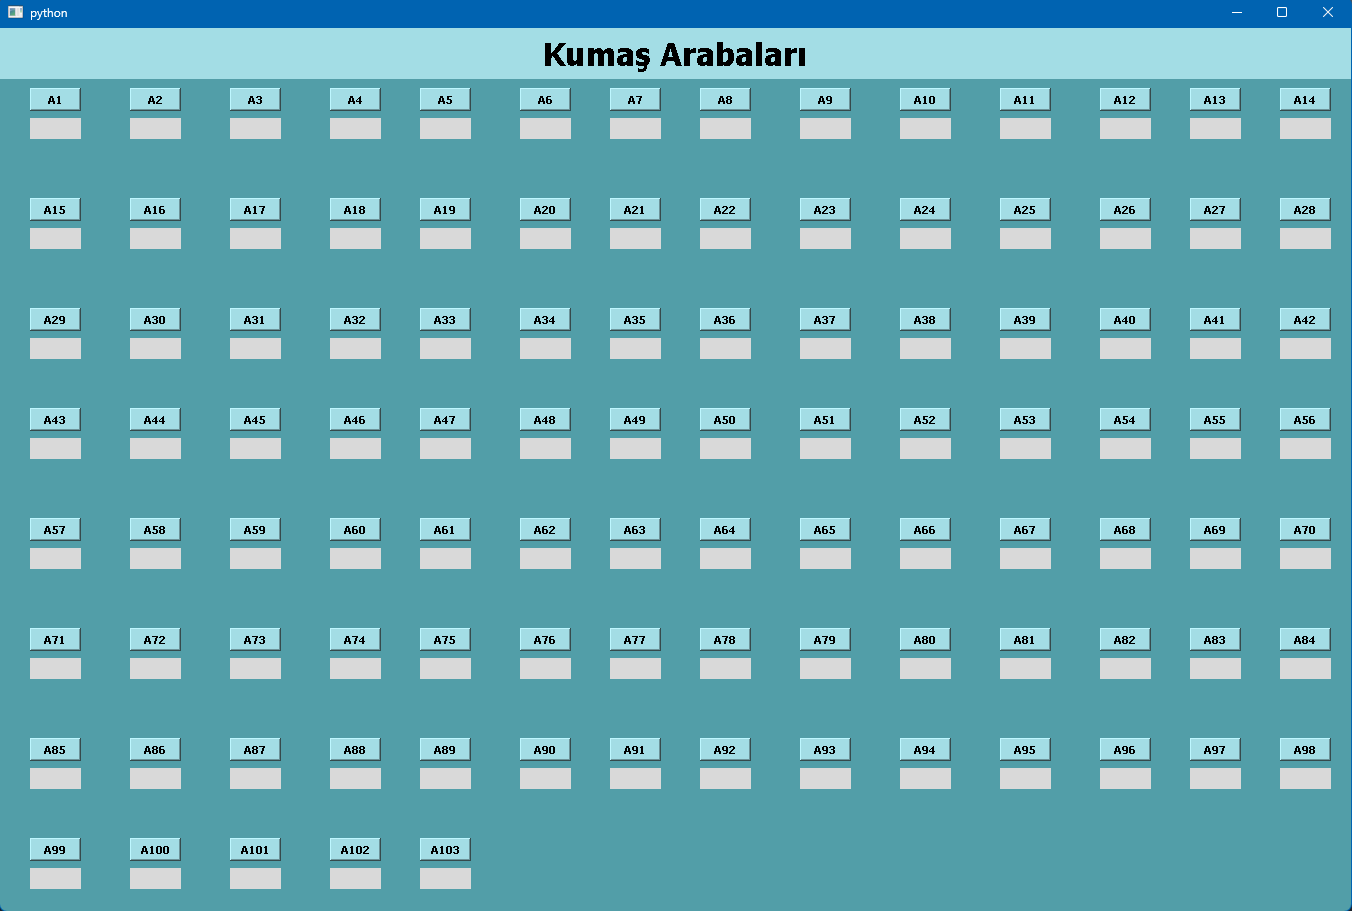 python
Kumaş Arabaları
A1 A2 A3 A4 A5 A6 A7 A8 A9 A10 A11 A12 A13 A14
A15 A16 A17 A18 A19 A20 A21 A22 A23 A24 A25 A26 A27 A28
A29 A30 A31 A32 A33 A34 A35 A36 A37 A38 A39 A40 A41 A42
A43 A44 A45 A46 A47 A48 A49 A50 A51 A52 A53 A54 A55 A56
A57 A58 A59 A60 A61 A62 A63 A64 A65 A66 A67 A68 A69 A70
A71 A72 A73 A74 A75 A76 A77 A78 A79 A80 A81 A82 A83 A84
A85 A86 A87 A88 A89 A90 A91 A92 A93 A94 A95 A96 A97 A98
A99 A100 A101 A102 A103